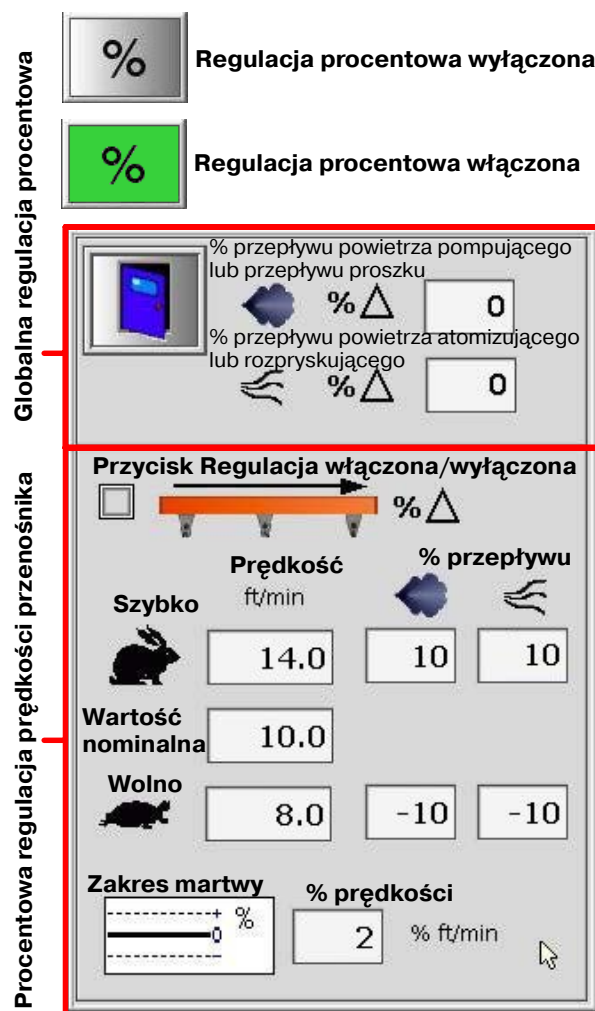 Globalna regulacja procentowa
%
Regulacja procentowa wyłączona
%
Regulacja procentowa włączona
% przepływu powietrza pompującego
lub przepływu proszku
%△ 0
% przepływu powietrza atomizującego
lub rozpryskującego
%△ 0
Procentowa regulacja prędkości przenośnika
Przycisk Regulacja włączona/wyłączona
%△
Prędkość % przepływu
Szybko ft/min
14.0 10 10
Wartość
nominalna 10.0
Wolno
8.0 -10 -10
Zakres martwy % prędkości
+ %
0
-
2 % ft/min